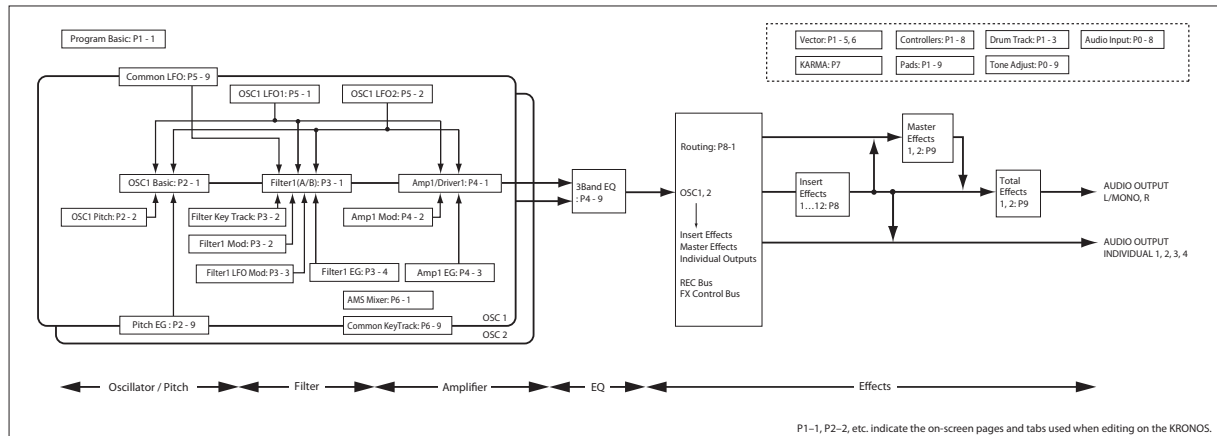 Program Basic: P1 - 1
Vector: P1 - 5, 6
Controllers: P1 - 8
Drum Track: P1 - 3
Audio Input: P0 - 8
KARMA: P7
Pads: P1 - 9
Tone Adjust: P0 - 9
Common LFO: P5 - 9
OSC1 LFO1: P5 - 1
OSC1 LFO2: P5 - 2
OSC1 Basic: P2 - 1
Filter1(A/B): P3 - 1
Amp1/Driver1: P4 - 1
OSC1 Pitch: P2 - 2
Filter Key Track: P3 - 2
Amp1 Mod: P4 - 2
Filter1 Mod: P3 - 2
Filter1 LFO Mod: P3 - 3
Filter1 EG: P3 - 4
Amp1 EG: P4 - 3
AMS Mixer: P6 - 1
Pitch EG : P2 - 9
Common KeyTrack: P6 - 9
OSC 1
OSC 2
3Band EQ
: P4 - 9
Routing: P8-1
OSC1, 2
Insert Effects
Master Effects
Individual Outputs
REC Bus
FX Control Bus
Insert
Effects
1…12: P8
Master
Effects
1, 2: P9
Total
Effects
1, 2: P9
AUDIO OUTPUT
L/MONO, R
AUDIO OUTPUT
INDIVIDUAL 1, 2, 3, 4
Oscillator / Pitch
Filter
Amplifier
EQ
Effects
P1–1, P2–2, etc. indicate the on-screen pages and tabs used when editing on the KRONOS.